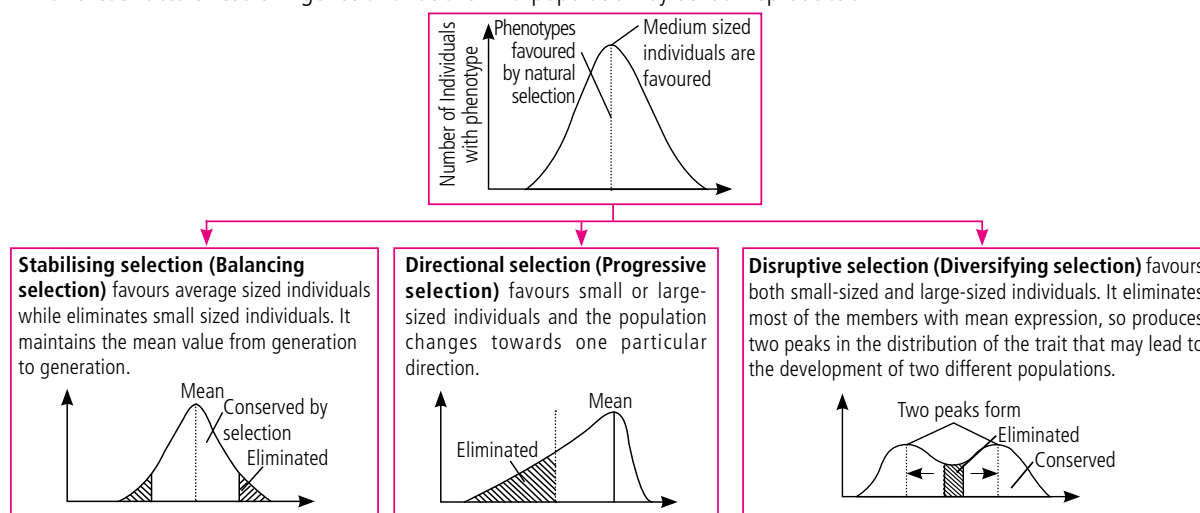 Number of Individuals
with phenotype
Phenotypes
favoured
by natural
selection
Medium sized
individuals are
favoured
Stabilising selection (Balancing
selection) favours average sized individuals
while eliminates small sized individuals. It
maintains the mean value from generation
to generation.
Mean
Conserved by
selection
Eliminated
Directional selection (Progressive
selection) favours small or large-
sized individuals and the population
changes towards one particular
direction.
Mean
Eliminated
Disruptive selection (Diversifying selection) favours
both small-sized and large-sized individuals. It eliminates
most of the members with mean expression, so produces
two peaks in the distribution of the trait that may lead to
the development of two different populations.
Two peaks form
Eliminated
Conserved